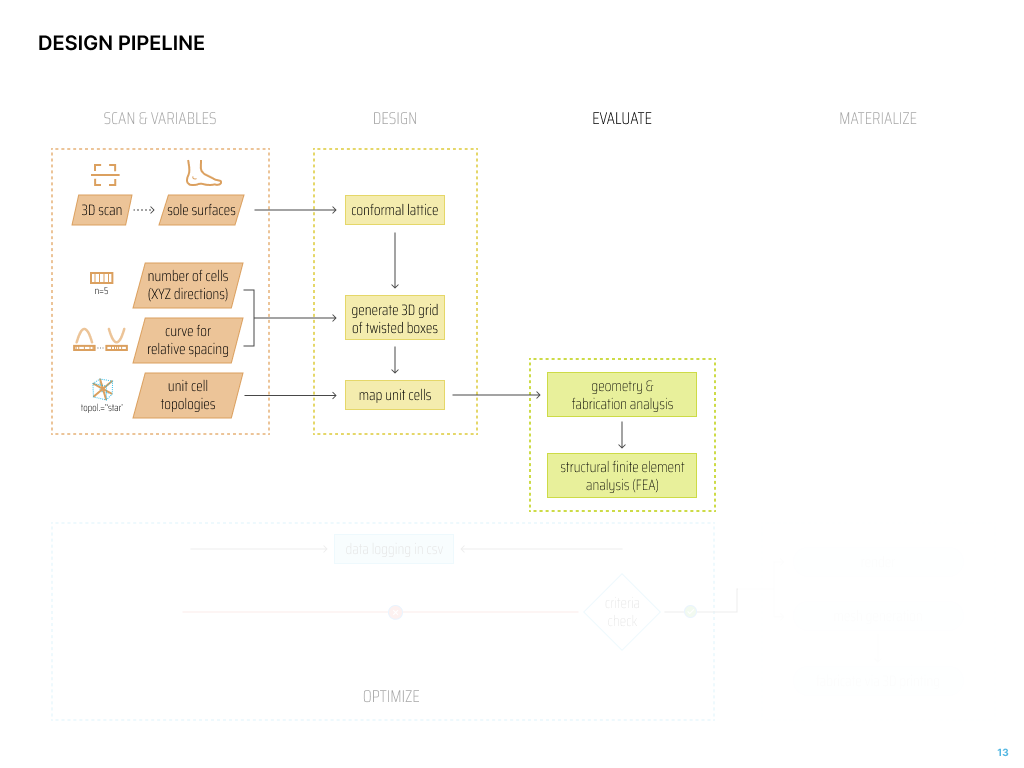 DESIGN PIPELINE
SCAN & VARIABLES
DESIGN
EVALUATE
MATERIALIZE
3D scan
sole surfaces
conformal lattice
n=5
number of cells
(XYZ directions)
generate 3D grid
of twisted boxes
curve for
relative spacing
topol.="star"
unit cell
topologies
map unit cells
geometry &
fabrication analysis
structural finite element
analysis (FEA)
data logging in csv
criteria
check
OPTIMIZE
13